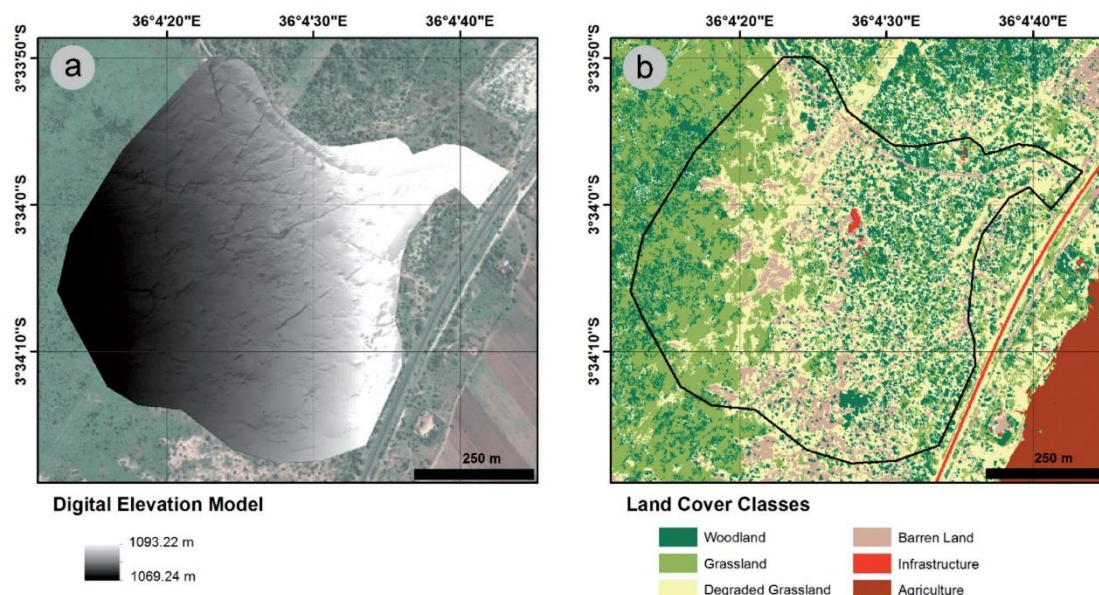 36°4'20"E 36°4'30"E 36°4'40"E
36°4'20"E 36°4'30"E 36°4'40"E
a
b
3°33'50"S
3°34'0"S
3°34'10"S
3°33'50"S
3°34'0"S
3°34'10"S
250 m
250 m
Digital Elevation Model
1093.22 m
1069.24 m
Land Cover Classes
Woodland
Grassland
Degraded Grassland
Barren Land
Infrastructure
Agriculture